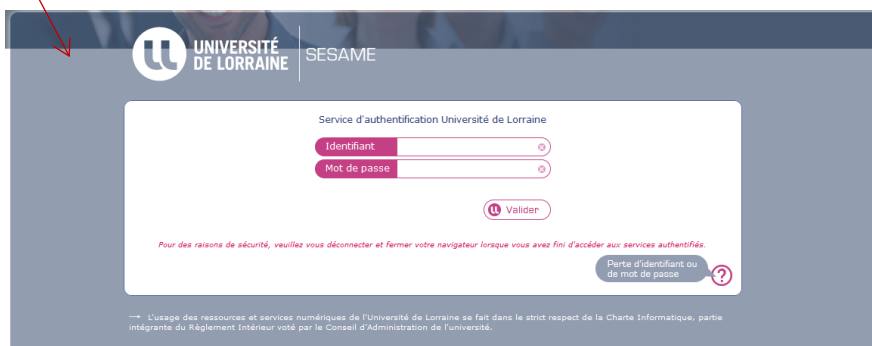 UNIVERSITÉ
DE LORRAINE
SESAME
Service d'authentification Université de Lorraine
Identifiant
Mot de passe
Valider
Pour des raisons de sécurité, veuillez vous déconnecter et fermer votre navigateur lorsque vous avez fini d'accéder aux services authentifiés.
Perte d'identifiant ou
de mot de passe
?
→ L'usage des ressources et services numériques de l'Université de Lorraine se fait dans le strict respect de la Charte Informatique, partie
intégrante du Règlement Intérieur voté par le Conseil d'Administration de l'université.